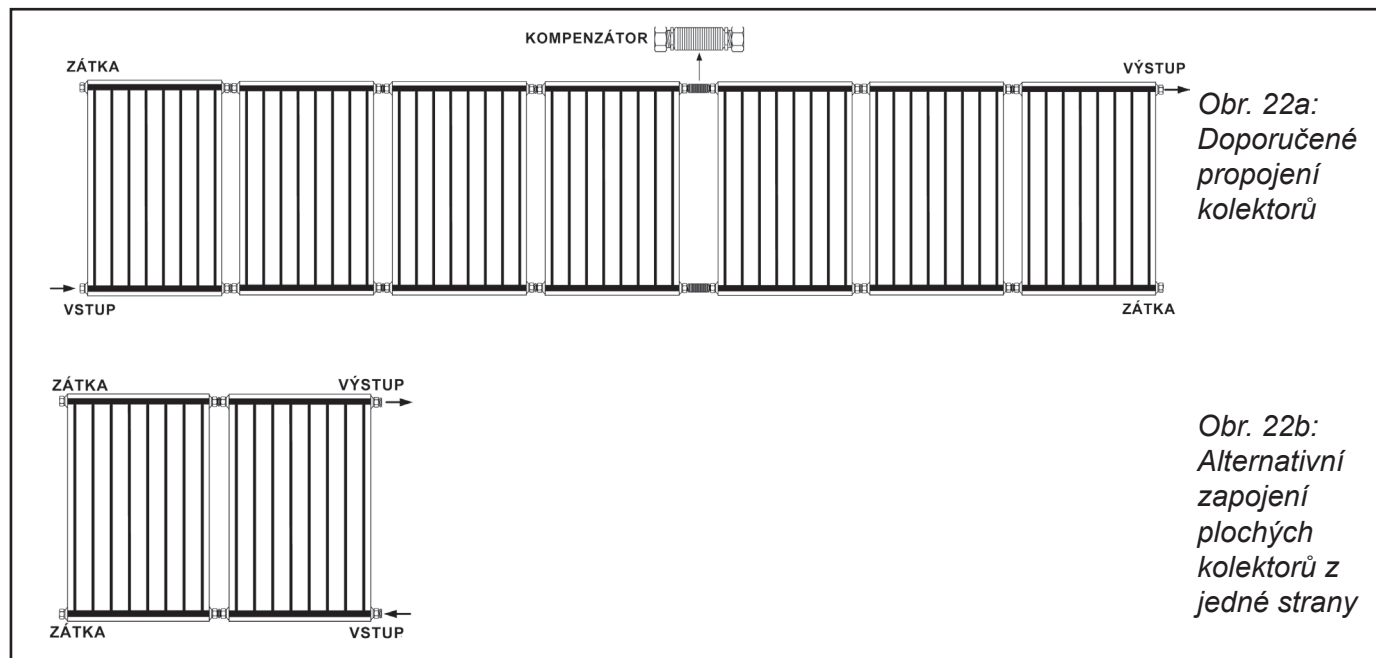 KOMPENZÁTOR
ZÁTKA
VÝSTUP
VSTUP
ZÁTKA
Obr. 22a:
Doporučené
propojení
kolektorů
ZÁTKA
VÝSTUP
ZÁTKA
VSTUP
Obr. 22b:
Alternativní
zapojení
plochých
kolektorů z
jedné strany